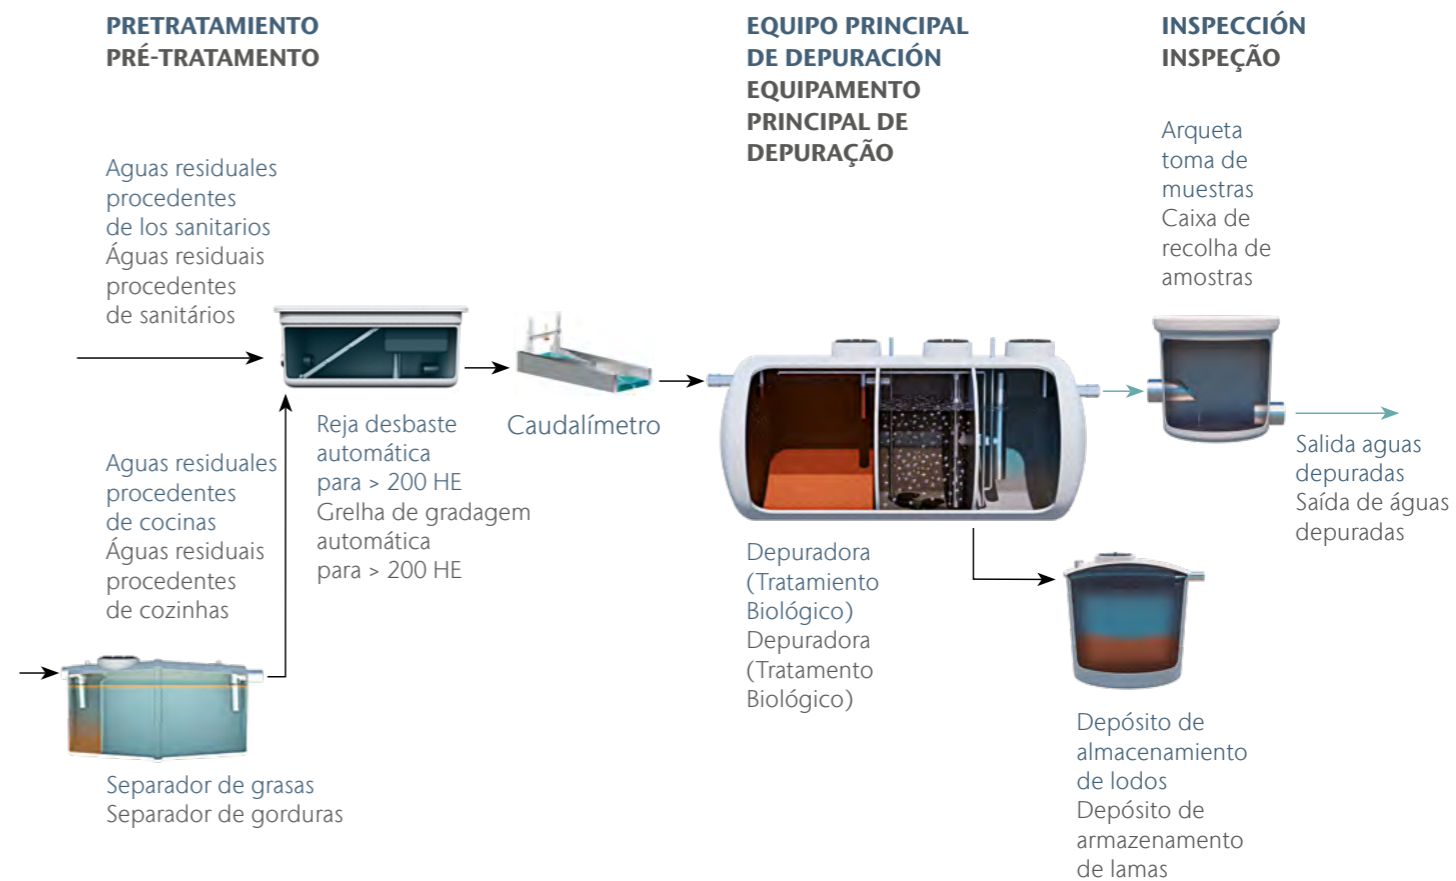 PRETRATAMIENTO
PRÉ-TRATAMENTO
EQUIPO PRINCIPAL
DE DEPURACIÓN
EQUIPAMENTO
PRINCIPAL DE
DEPURAÇÃO
INSPECCIÓN
INSPEÇÃO
Arqueta
toma de
muestras
Caixa de
recolha de
amostras
Aguas residuales
procedentes
de los sanitarios
Águas residuais
procedentes
de sanitários
Reja desbaste
automática
para > 200 HE
Grelha de gradagem
automática
para > 200 HE
Caudalímetro
Aguas residuales
procedentes
de cocinas
Águas residuais
procedentes
de cozinhas
Salida aguas
depuradas
Saída de águas
depuradas
Depuradora
(Tratamiento
Biológico)
Depuradora
(Tratamento
Biológico)
Separador de grasas
Separador de gorduras
Depósito de
almacenamiento
de lodos
Depósito de
armazenamento
de lamas